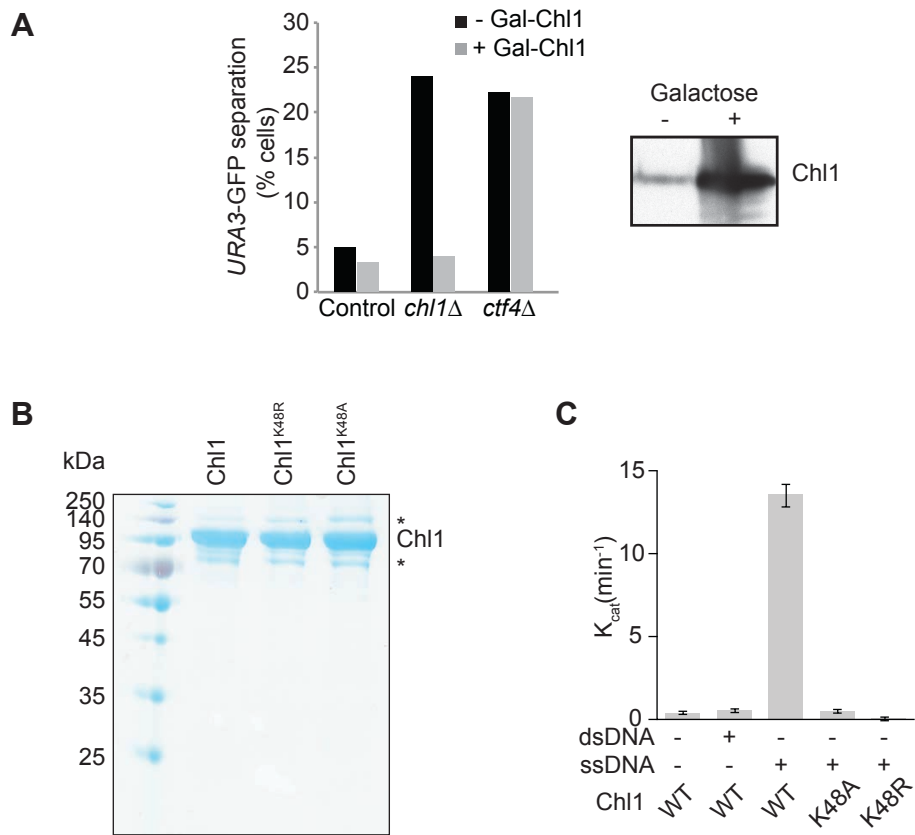 A
- Gal-Chl1
+ Gal-Chl1
URA3-GFP separation
(% cells)
30
25
20
15
10
5
0
Control chl1Δ ctf4Δ
Galactose
- +
Chl1
B
kDa
Chl1
Chl1K48R
Chl1K48A
250
140
95
70
55
45
35
25
*
Chl1
*
C
Kcat(min-1)
15
10
5
0
dsDNA - + - - -
ssDNA - - + + +
Chl1 WT WT WT K48A K48R